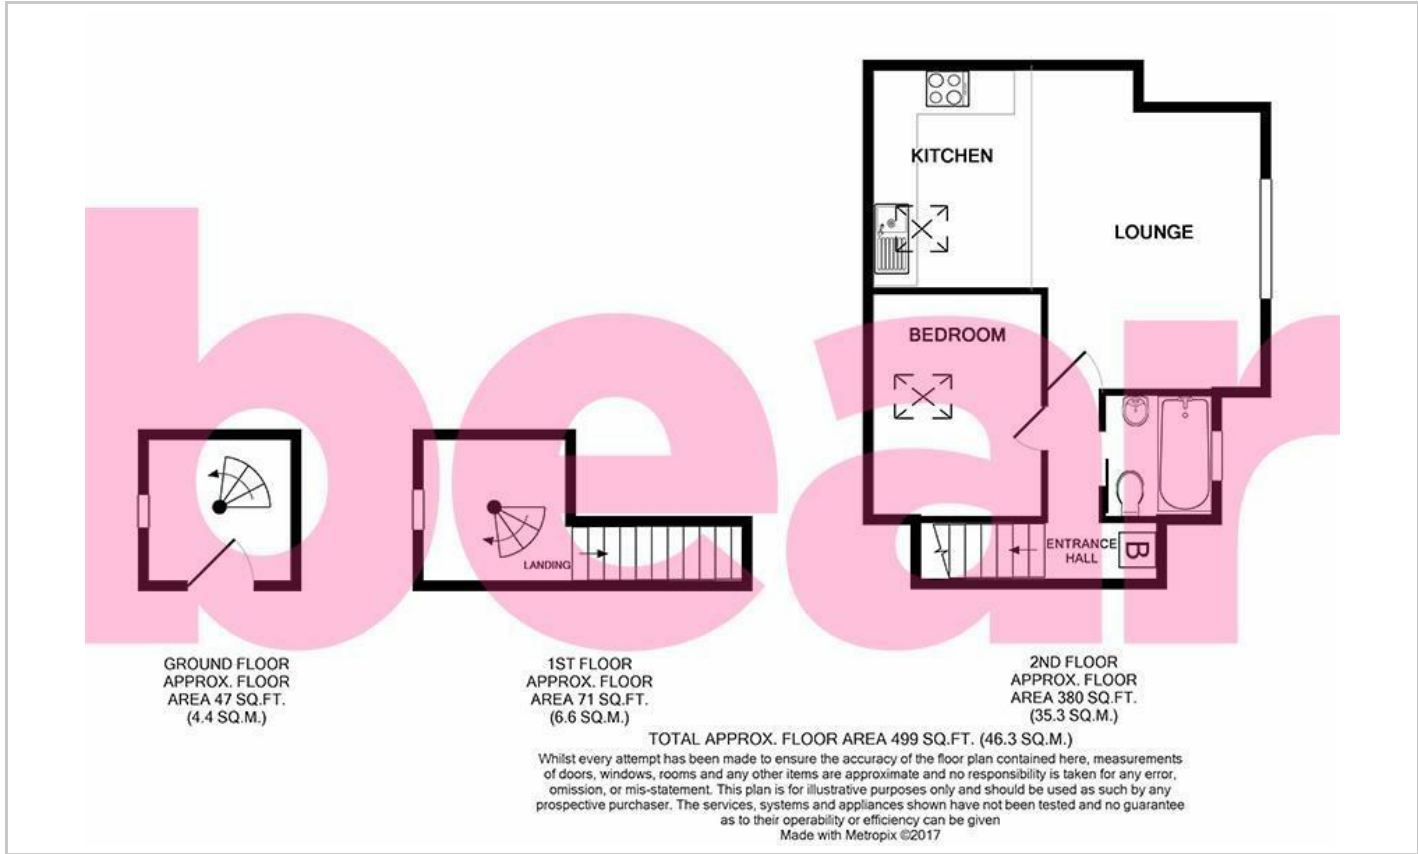 KITCHEN
LOUNGE
BEDROOM
LANDING
ENTRANCE
HALL
B
bear
GROUND FLOOR
APPROX. FLOOR
AREA 47 SQ.FT.
(4.4 SQ.M.)
1ST FLOOR
APPROX. FLOOR
AREA 71 SQ.FT.
(6.6 SQ.M.)
2ND FLOOR
APPROX. FLOOR
AREA 380 SQ.FT.
(35.3 SQ.M.)
TOTAL APPROX. FLOOR AREA 499 SQ.FT. (46.3 SQ.M.)
Whilst every attempt has been made to ensure the accuracy of the floor plan contained here, measurements
of doors, windows, rooms and any other items are approximate and no responsibility is taken for any error,
omission, or mis-statement. This plan is for illustrative purposes only and should be used as such by any
prospective purchaser. The services, systems and appliances shown have not been tested and no guarantee
as to their operability or efficiency can be given
Made with Metropix ©2017